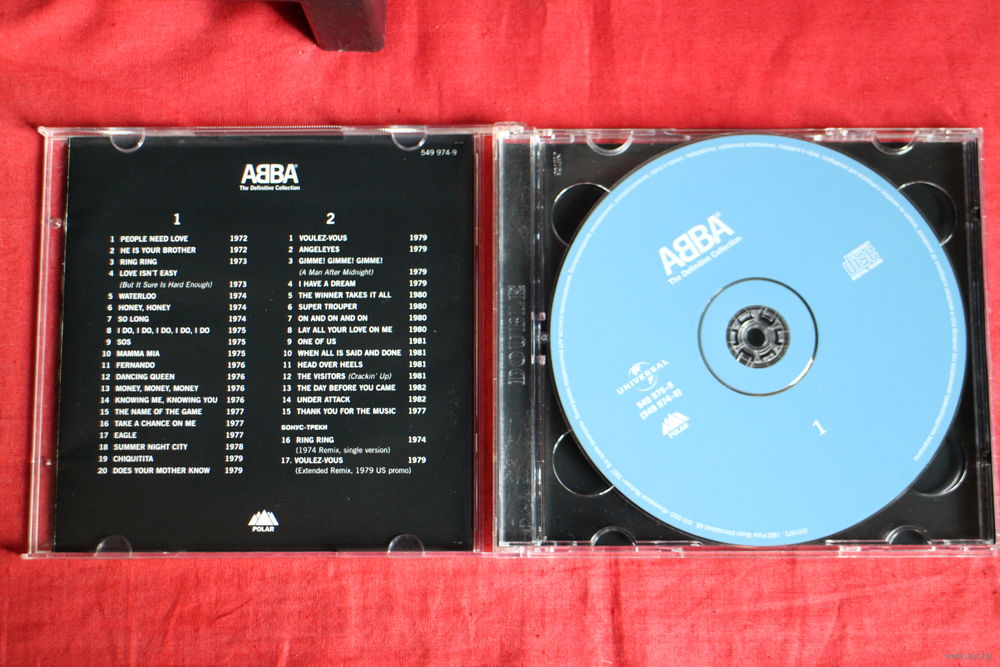 549 974-9
ABBA
The Definitive Collection
1
1 PEOPLE NEED LOVE 1972
2 HE IS YOUR BROTHER 1972
3 RING RING 1973
4 LOVE ISN'T EASY
(But It Sure Is Hard Enough) 1973
5 WATERLOO 1974
6 HONEY, HONEY 1974
7 SO LONG 1974
8 I DO, I DO, I DO, I DO, I DO 1975
9 SOS 1975
10 MAMMA MIA 1975
11 FERNANDO 1976
12 DANCING QUEEN 1976
13 MONEY, MONEY, MONEY 1976
14 KNOWING ME, KNOWING YOU 1976
15 THE NAME OF THE GAME 1977
16 TAKE A CHANCE ON ME 1977
17 EAGLE 1977
18 SUMMER NIGHT CITY 1978
19 CHIQUITITA 1979
20 DOES YOUR MOTHER KNOW 1979
2
1 VOULEZ-VOUS 1979
2 ANGELEYES 1979
3 GIMME! GIMME! GIMME!
(A Man After Midnight) 1979
4 I HAVE A DREAM 1979
5 THE WINNER TAKES IT ALL 1980
6 SUPER TROUPER 1980
7 ON AND ON AND ON 1980
8 LAY ALL YOUR LOVE ON ME 1980
9 ONE OF US 1981
10 WHEN ALL IS SAID AND DONE 1981
11 HEAD OVER HEELS 1981
12 THE VISITORS (Crackin' Up) 1981
13 THE DAY BEFORE YOU CAME 1982
14 UNDER ATTACK 1982
15 THANK YOU FOR THE MUSIC 1977
БОНУС-ТРЕКИ
16 RING RING 1974
(1974 Remix, single version)
17. VOULEZ-VOUS 1979
(Extended Remix, 1979 US promo)
POLAR
DOUBLE
ABBA
The Definitive Collection
COMPACT
disc
DIGITAL AUDIO
UNIVERSAL
549 975-2
(549 974-9)
POLAR
1
www.ay.by